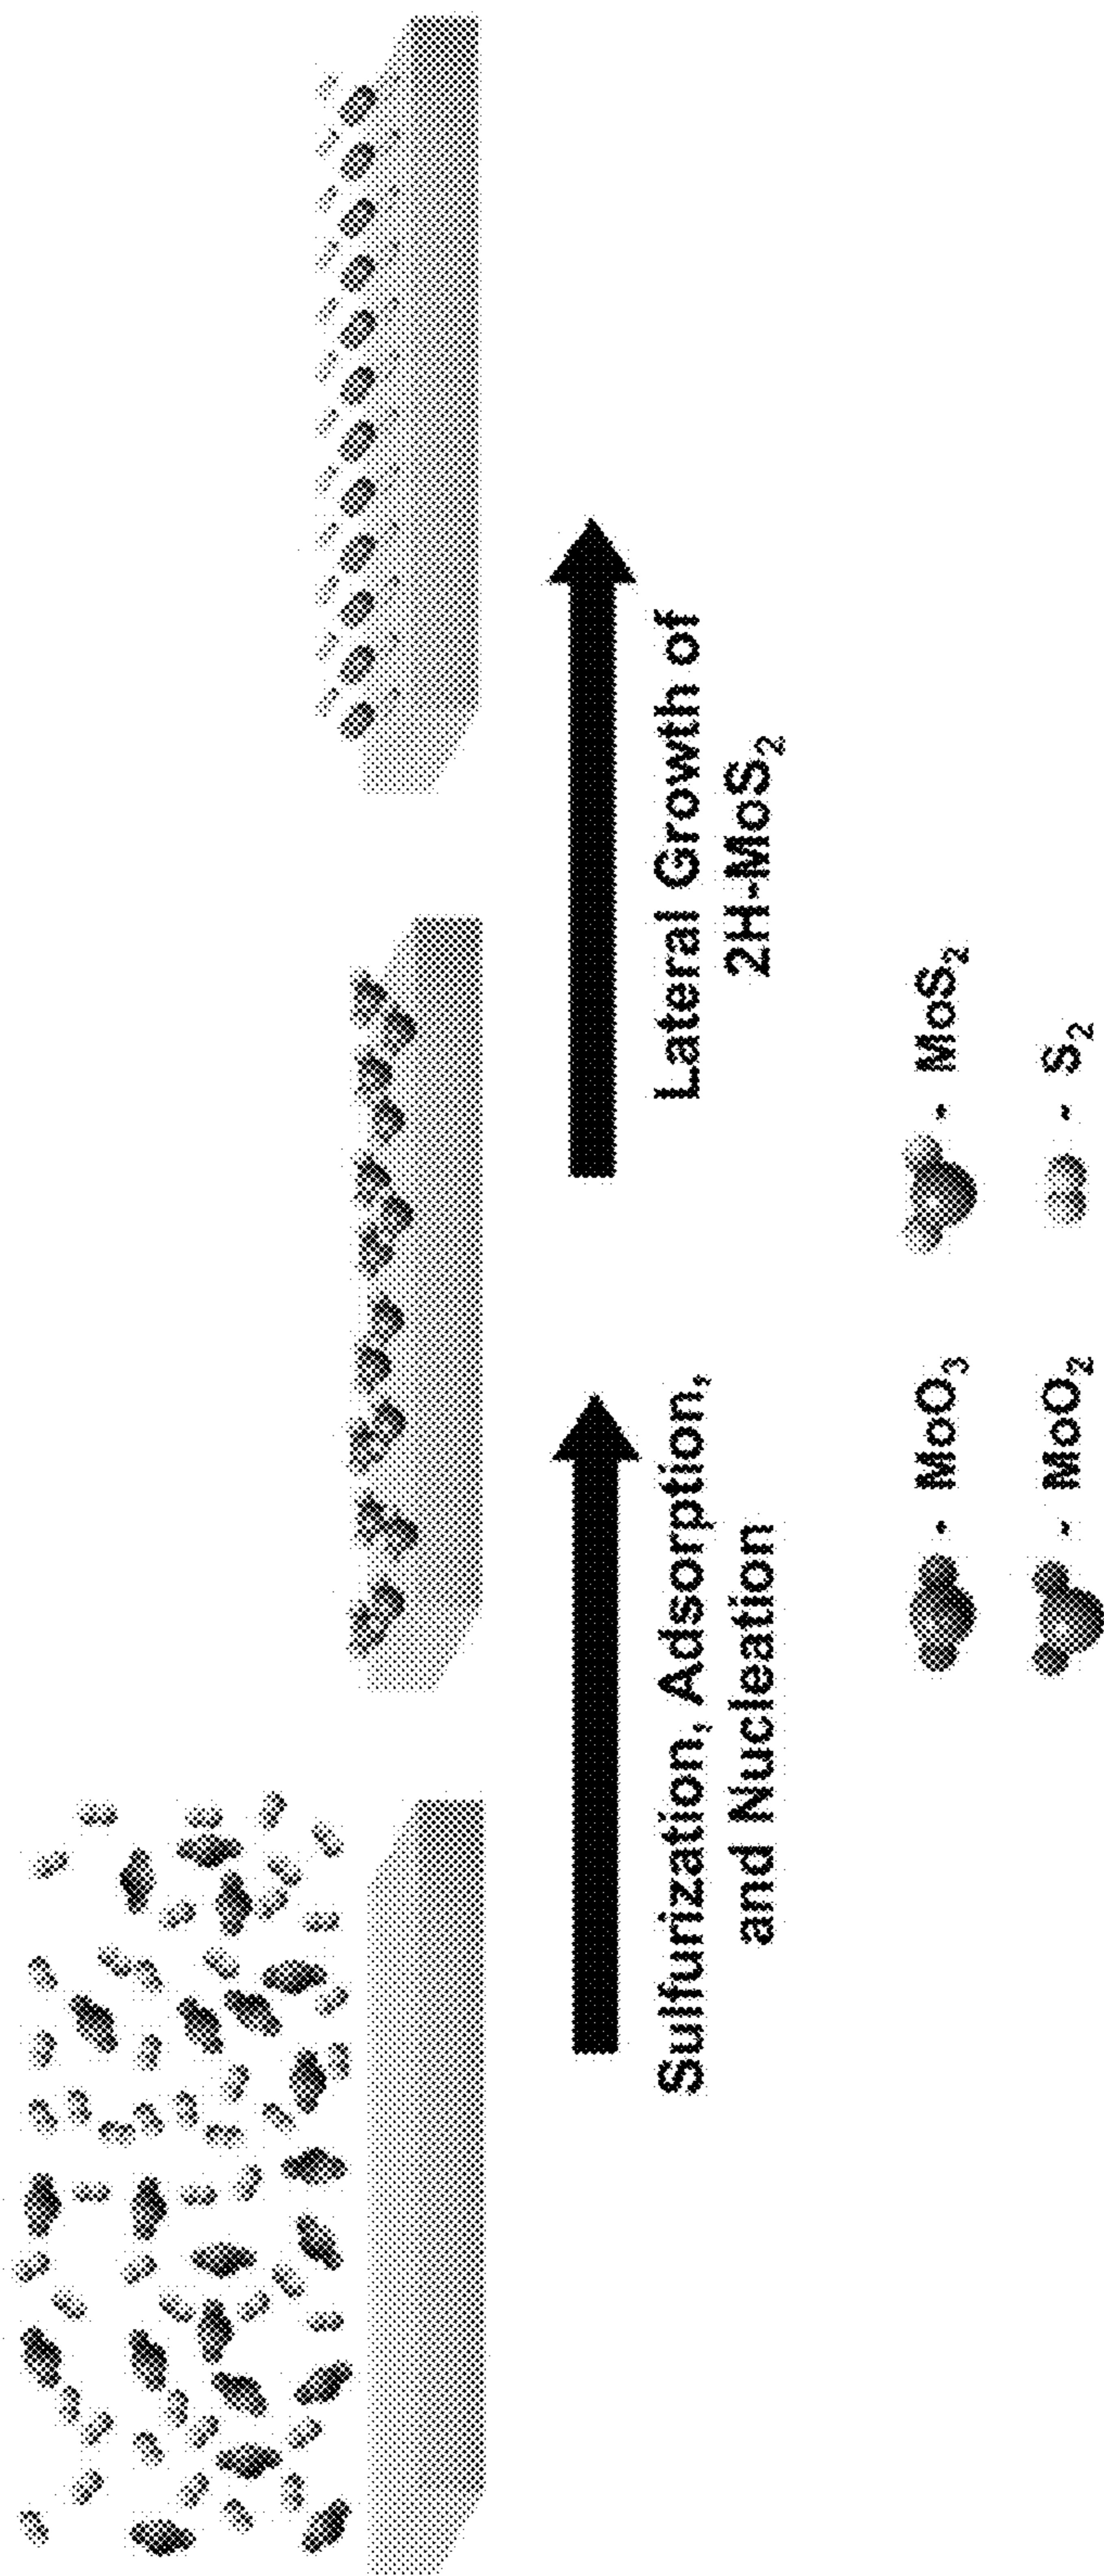 Sulfurization, Adsorption,
and Nucleation
Lateral Growth of
2H-MoS₂
- MoO₃
- MoS₂
- MoO₂
- S₂